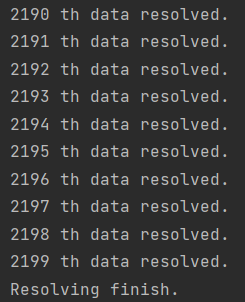 2190 th data resolved.
2191 th data resolved.
2192 th data resolved.
2193 th data resolved.
2194 th data resolved.
2195 th data resolved.
2196 th data resolved.
2197 th data resolved.
2198 th data resolved.
2199 th data resolved.
Resolving finish.